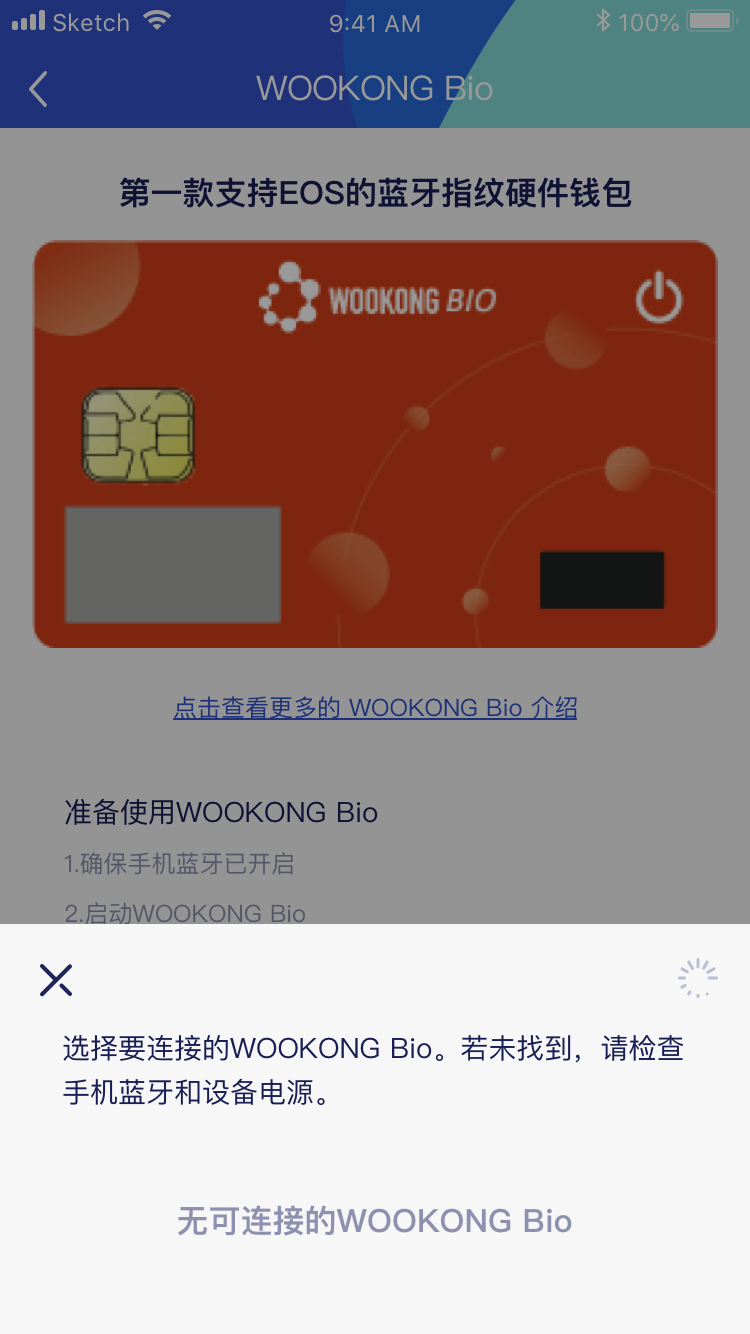 Sketch 9:41 AM 100%
WOOKONG Bio
第一款支持EOS的蓝牙指纹硬件钱包
WOOKONG BIO
点击查看更多的 WOOKONG Bio 介绍
准备使用WOOKONG Bio
1.确保手机蓝牙已开启
2.启动WOOKONG Bio
选择要连接的WOOKONG Bio。若未找到，请检查
手机蓝牙和设备电源。
无可连接的WOOKONG Bio